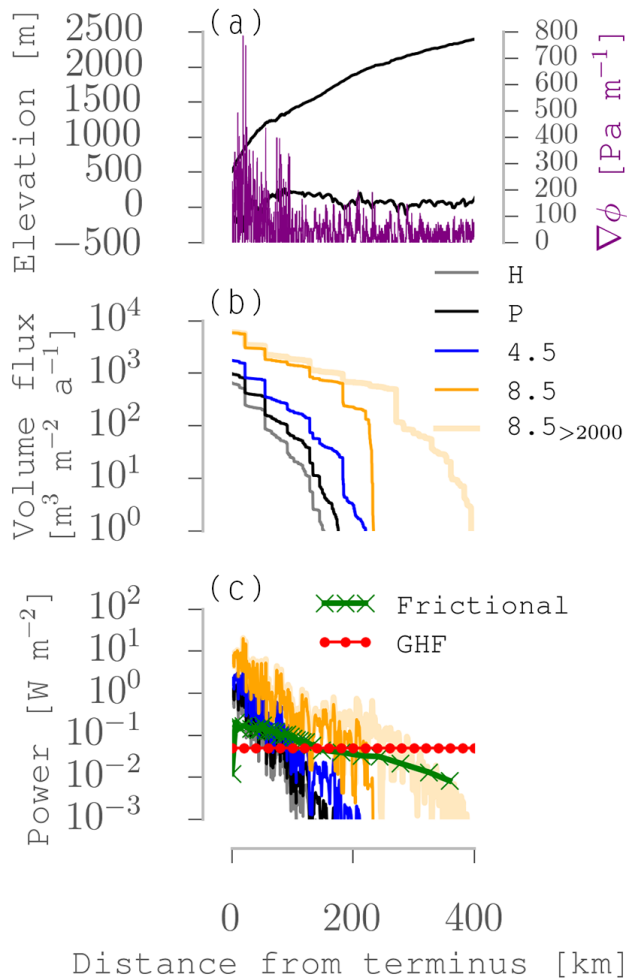 (a)
Elevation [m]
2500
2000
1500
1000
500
0
−500
800
700
600
500
400
300
200
100
0
∇ϕ [Pa m⁻¹]
(b)
Volume flux
[m³ m⁻² a⁻¹]
10⁴
10³
10²
10¹
10⁰
H
P
4.5
8.5
8.5>2000
(c)
Power [W m⁻²]
10²
10¹
10⁰
10⁻¹
10⁻²
10⁻³
Frictional
GHF
0 200 400
Distance from terminus [km]